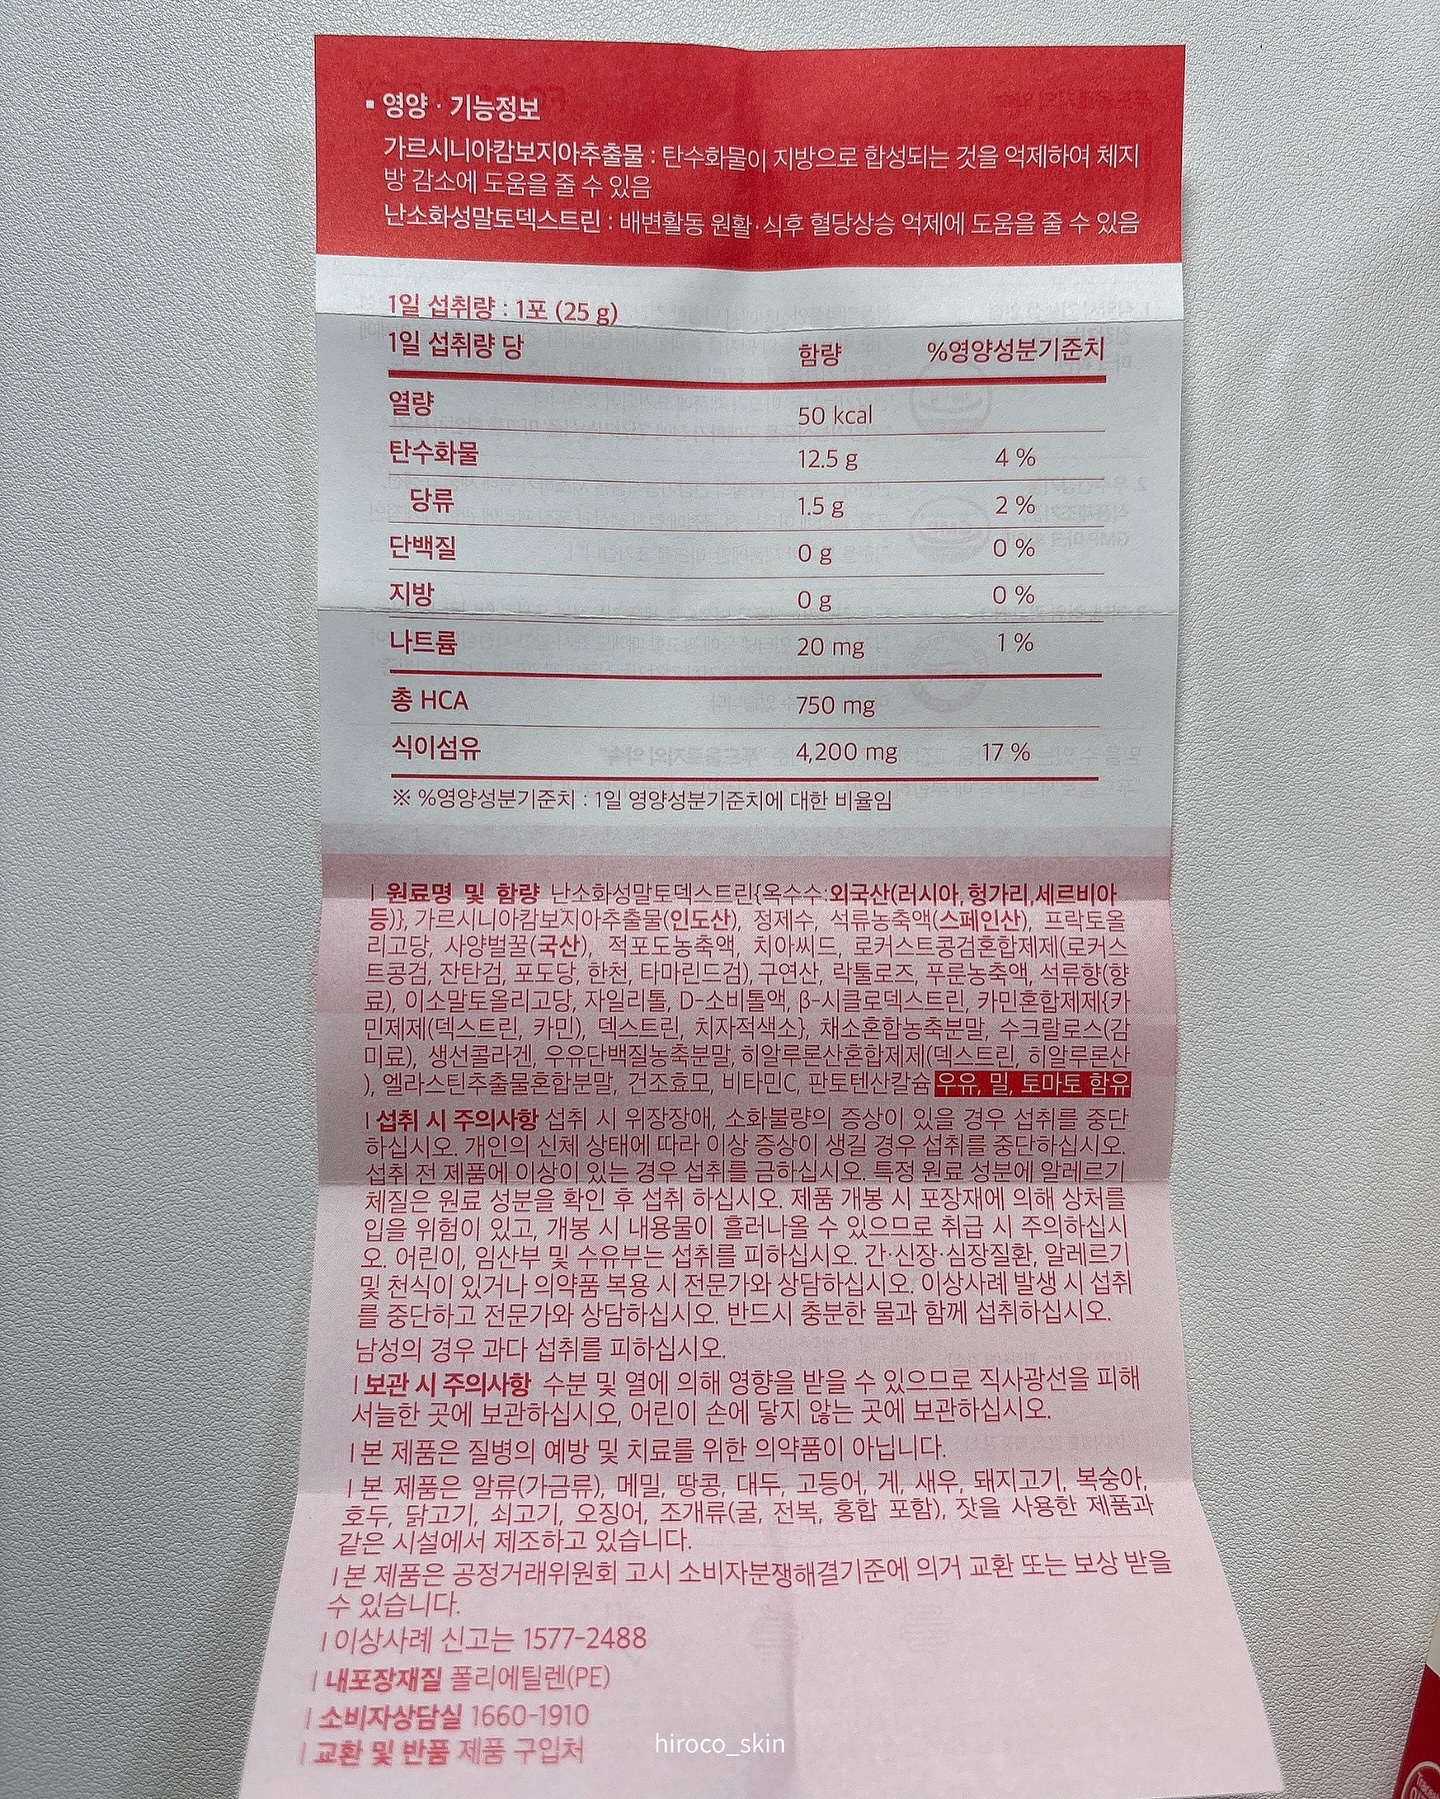 ▪ 영양 · 기능정보
가르시니아캄보지아추출물 : 탄수화물이 지방으로 합성되는 것을 억제하여 체지
방 감소에 도움을 줄 수 있음
난소화성말토덱스트린 : 배변활동 원활·식후 혈당상승 억제에 도움을 줄 수 있음
1일 섭취량 : 1포 (25 g)
1일 섭취량 당 함량 %영양성분기준치
열량 50 kcal
탄수화물 12.5 g 4 %
당류 1.5 g 2 %
단백질 0 g 0 %
지방 0 g 0 %
나트륨 20 mg 1 %
총 HCA 750 mg
식이섬유 4,200 mg 17 %
※ %영양성분기준치 : 1일 영양성분기준치에 대한 비율임
| 원료명 및 함량 난소화성말토덱스트린{옥수수:외국산(러시아, 헝가리,세르비아
등)}, 가르시니아캄보지아추출물(인도산), 정제수, 석류농축액(스페인산), 프락토올
리고당, 사양벌꿀(국산), 적포도농축액, 치아씨드, 로커스트콩검혼합제제(로커스
트콩검, 잔탄검, 포도당, 한천, 타마린드검), 구연산, 락툴로즈, 푸룬농축액, 석류향(향
료), 이소말토올리고당, 자일리톨, D-소비톨액, β-시클로덱스트린, 카민혼합제제{카
민제제(덱스트린, 카민), 덱스트린, 치자적색소}, 채소혼합농축분말, 수크랄로스(감
미료), 생선콜라겐, 우유단백질농축분말, 히알루론산혼합제제(덱스트린, 히알루론산
), 엘라스틴추출물혼합분말, 건조효모, 비타민C, 판토텐산칼슘 우유, 밀, 토마토 함유
| 섭취 시 주의사항 섭취 시 위장장애, 소화불량의 증상이 있을 경우 섭취를 중단
하십시오. 개인의 신체 상태에 따라 이상 증상이 생길 경우 섭취를 중단하십시오.
섭취 전 제품에 이상이 있는 경우 섭취를 금하십시오. 특정 원료 성분에 알레르기
체질은 원료 성분을 확인 후 섭취 하십시오. 제품 개봉 시 포장재에 의해 상처를
입을 위험이 있고, 개봉 시 내용물이 흘러나올 수 있으므로 취급 시 주의하십시
오. 어린이, 임산부 및 수유부는 섭취를 피하십시오. 간·신장·심장질환, 알레르기
및 천식이 있거나 의약품 복용 시 전문가와 상담하십시오. 이상사례 발생 시 섭취
를 중단하고 전문가와 상담하십시오. 반드시 충분한 물과 함께 섭취하십시오.
남성의 경우 과다 섭취를 피하십시오.
| 보관 시 주의사항 수분 및 열에 의해 영향을 받을 수 있으므로 직사광선을 피해
서늘한 곳에 보관하십시오, 어린이 손에 닿지 않는 곳에 보관하십시오.
| 본 제품은 질병의 예방 및 치료를 위한 의약품이 아닙니다.
| 본 제품은 알류(가금류), 메밀, 땅콩, 대두, 고등어, 게, 새우, 돼지고기, 복숭아,
호두, 닭고기, 쇠고기, 오징어, 조개류(굴, 전복, 홍합 포함), 잣을 사용한 제품과
같은 시설에서 제조하고 있습니다.
| 본 제품은 공정거래위원회 고시 소비자분쟁해결기준에 의거 교환 또는 보상 받을
수 있습니다.
| 이상사례 신고는 1577-2488
| 내포장재질 폴리에틸렌(PE)
| 소비자상담실 1660-1910
| 교환 및 반품 제품 구입처
hiroco_skin